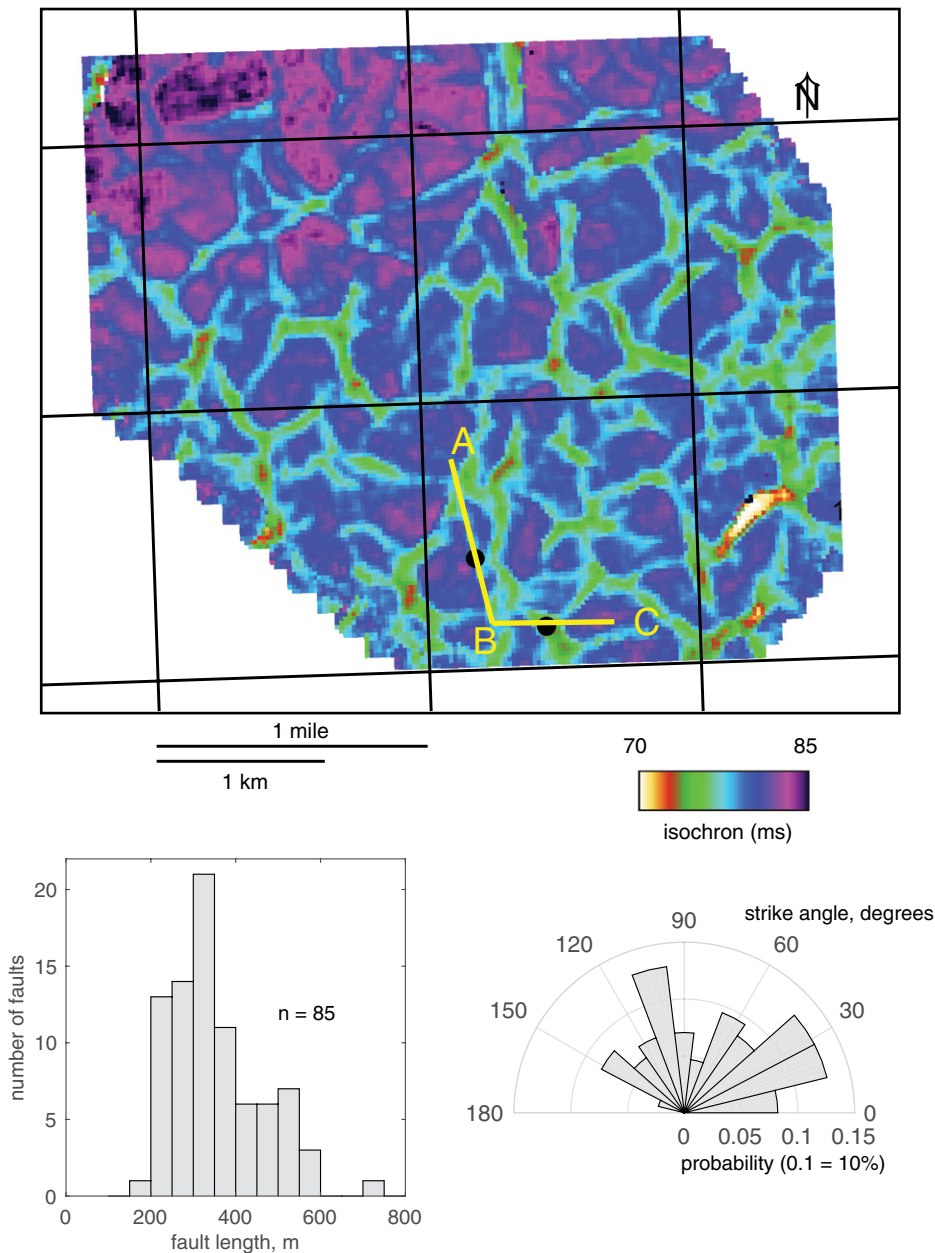 N
A
B
C
1 mile
1 km
70 85
isochron (ms)
20
15
10
5
0
number of faults
n = 85
0 200 400 600 800
fault length, m
strike angle, degrees
90
120 60
150 30
180 0
0 0.05 0.1 0.15
probability (0.1 = 10%)